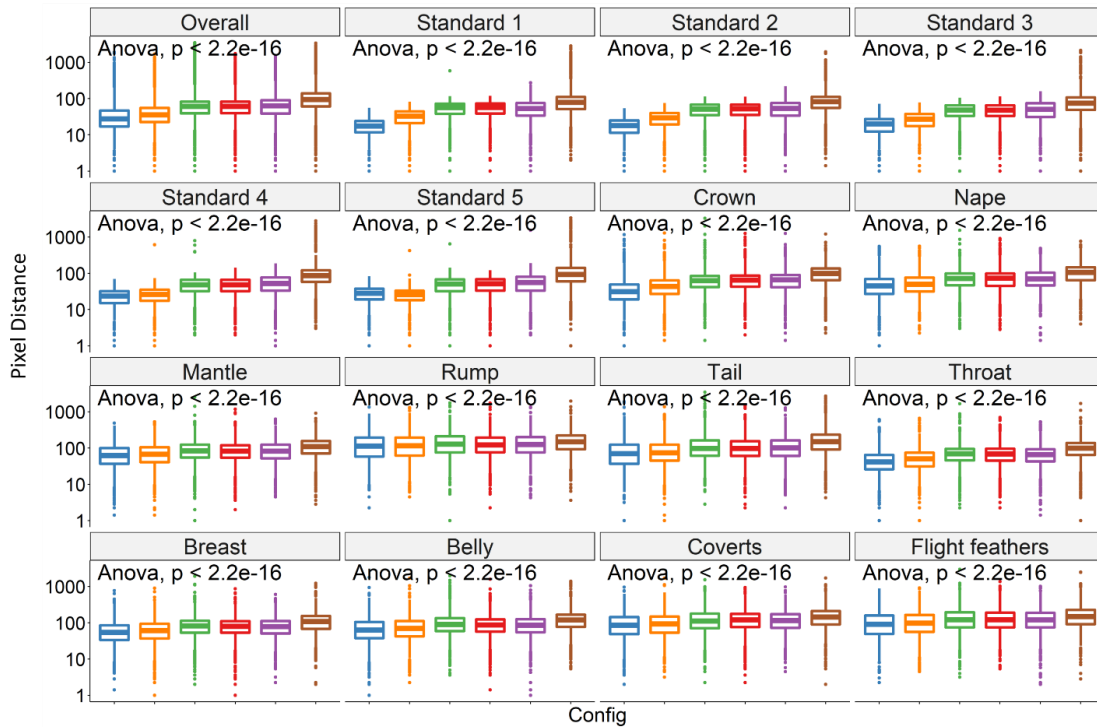 Overall
Standard 1
Standard 2
Standard 3
Anova, p < 2.2e-16
Anova, p < 2.2e-16
Anova, p < 2.2e-16
Anova, p < 2.2e-16
1000
100
10
1
Standard 4
Standard 5
Crown
Nape
Anova, p < 2.2e-16
Anova, p < 2.2e-16
Anova, p < 2.2e-16
Anova, p < 2.2e-16
1000
100
10
1
Pixel Distance
Mantle
Rump
Tail
Throat
Anova, p < 2.2e-16
Anova, p < 2.2e-16
Anova, p < 2.2e-16
Anova, p < 2.2e-16
1000
100
10
1
Breast
Belly
Coverts
Flight feathers
Anova, p < 2.2e-16
Anova, p < 2.2e-16
Anova, p < 2.2e-16
Anova, p < 2.2e-16
1000
100
10
1
Config